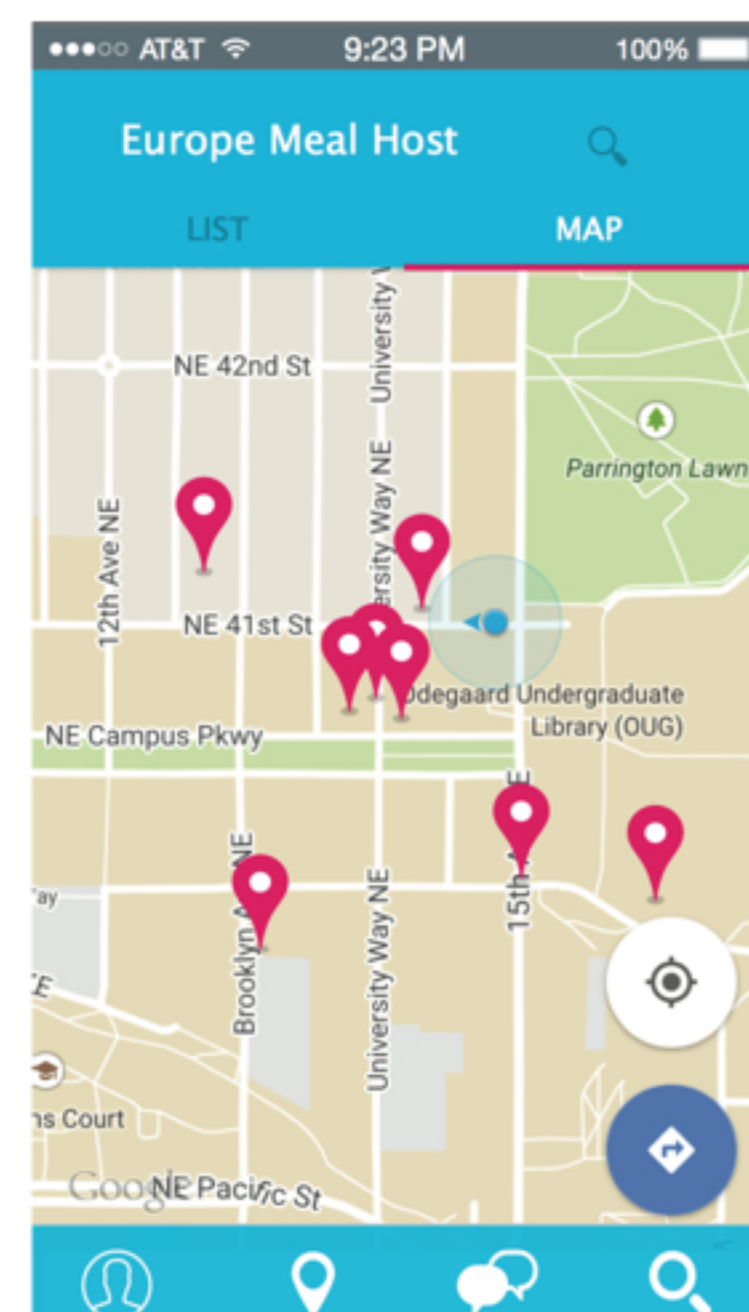 AT&T 9:23 PM 100%
Europe Meal Host
LIST MAP
University W
NE 42nd St
Parrington Lawn
12th Ave NE
ersity Way NE
NE 41st St
Odegaard Undergraduate
Library (OUG)
NE Campus Pkwy
Brooklyn A NE
University Way NE
15th A E
ay
E
ns Court
Google
NE Pacific St